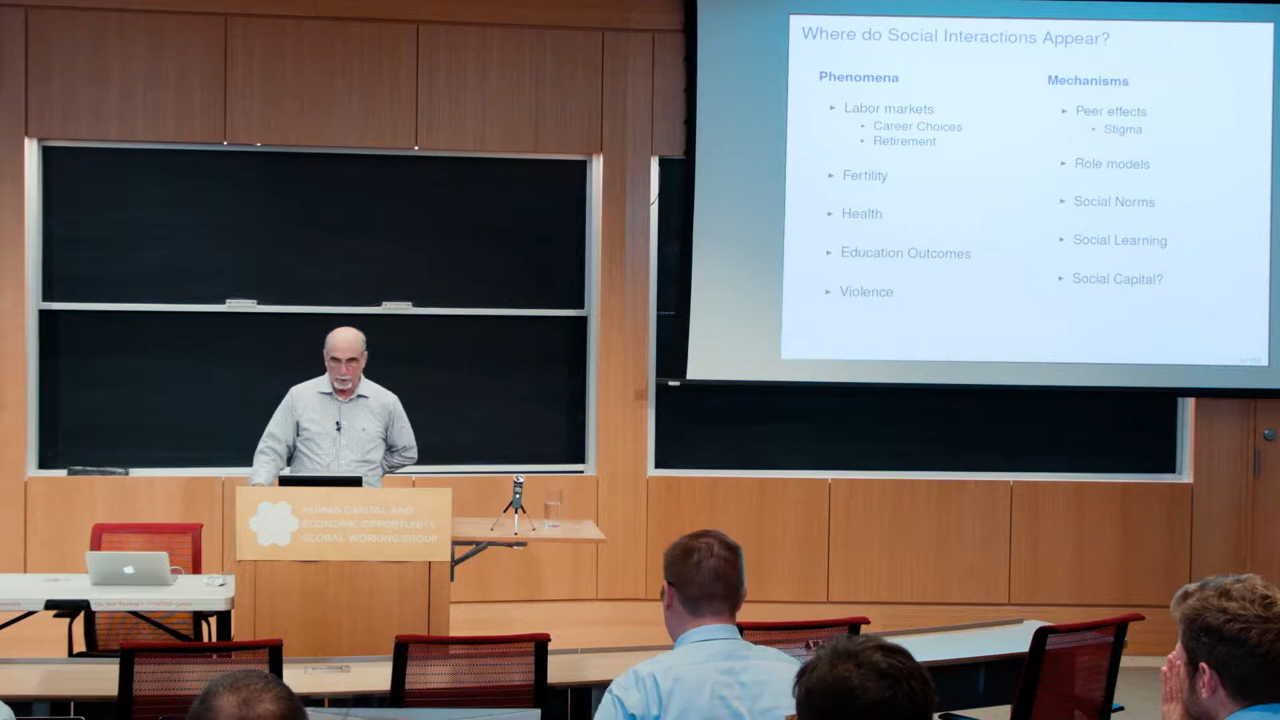 Where do Social Interactions Appear?
Phenomena
▸ Labor markets
▸ Career Choices
▸ Retirement
▸ Fertility
▸ Health
▸ Education Outcomes
▸ Violence
Mechanisms
▸ Peer effects
▸ Stigma
▸ Role models
▸ Social Norms
▸ Social Learning
▸ Social Capital?
HUMAN CAPITAL AND
ECONOMIC OPPORTUNITY
GLOBAL WORKING GROUP